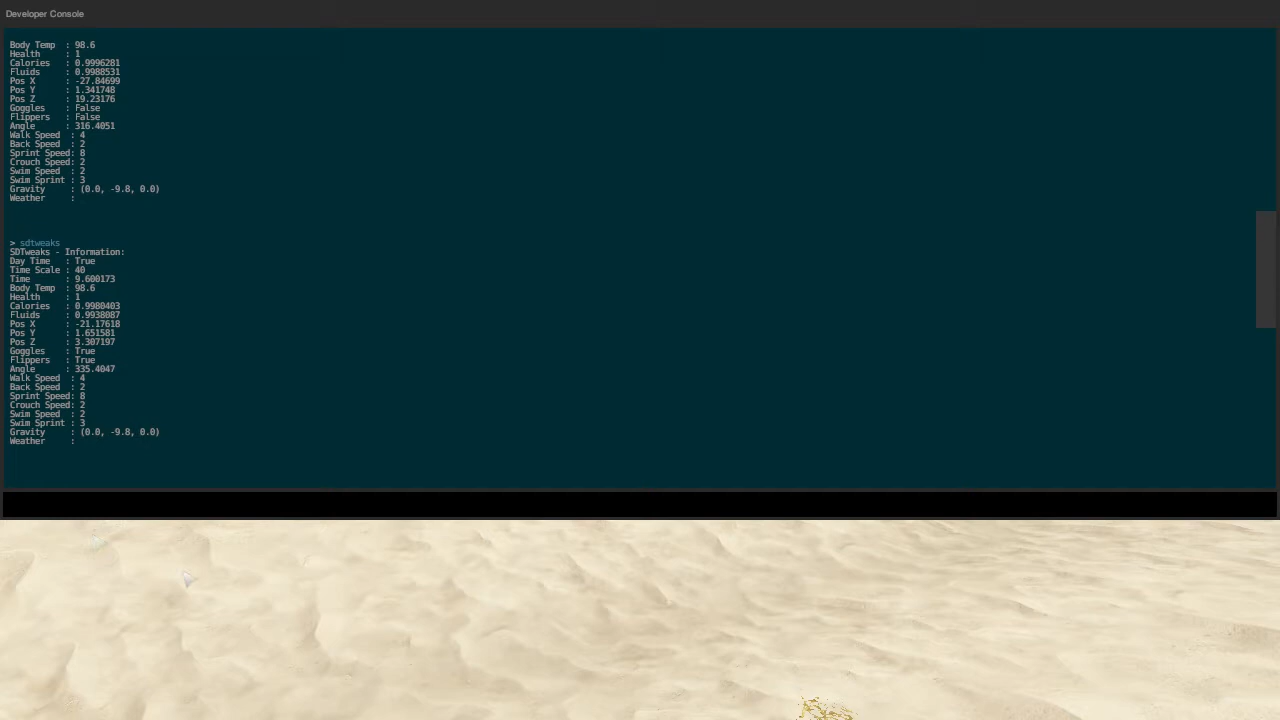 Developer Console
Body Temp  : 98.6
Health     : 1
Calories   : 0.9996281
Fluids     : 0.9988531
Pos X      : -27.84699
Pos Y      : 1.341748
Pos Z      : 19.23176
Goggles    : False
Flippers   : False
Angle      : 316.4051
Walk Speed  : 4
Back Speed  : 2
Sprint Speed: 8
Crouch Speed: 2
Swim Speed  : 2
Swim Sprint : 3
Gravity     : (0.0, -9.8, 0.0)
Weather     :
> sdtweaks
SDTweaks - Information:
Day Time   : True
Time Scale : 40
Time       : 9.600173
Body Temp  : 98.6
Health     : 1
Calories   : 0.9980403
Fluids     : 0.9938087
Pos X      : -21.17618
Pos Y      : 1.651581
Pos Z      : 3.307197
Goggles    : True
Flippers   : True
Angle      : 335.4047
Walk Speed  : 4
Back Speed  : 2
Sprint Speed: 8
Crouch Speed: 2
Swim Speed  : 2
Swim Sprint : 3
Gravity     : (0.0, -9.8, 0.0)
Weather     :